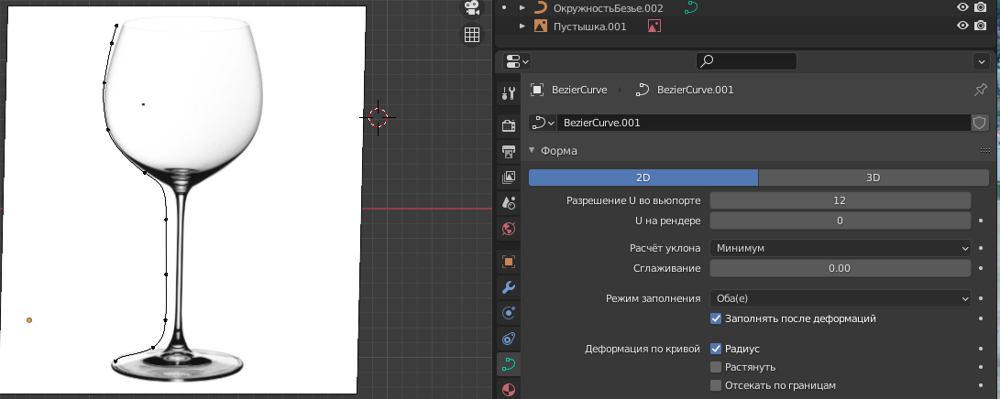 ОкружностьБезье.002
Пустышка.001
BezierCurve
BezierCurve.001
BezierCurve.001
Форма
2D
3D
Разрешение U во вьюпорте
12
U на рендере
0
Расчёт уклона
Минимум
Сглаживание
0.00
Режим заполнения
Оба(е)
Заполнять после деформаций
Деформация по кривой
Радиус
Растянуть
Отсекать по границам